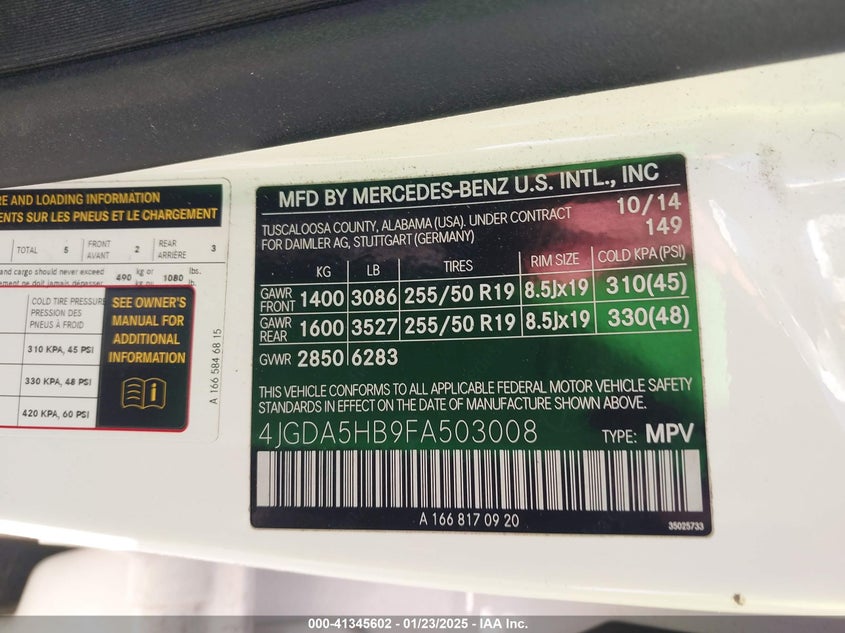 RE AND LOADING INFORMATION
ENTS SUR LES PNEUS ET LE CHARGEMENT
TOTAL 5 FRONT AVANT 2 REAR ARRIÈRE 3
and cargo should never exceed 490 kg or 1080 lbs.
ne doit jamais dépasser kg ou lb.
COLD TIRE PRESSURE
PRESSION DES
PNEUS À FROID
310 KPA, 45 PSI
330 KPA, 48 PSI
420 KPA, 60 PSI
SEE OWNER'S
MANUAL FOR
ADDITIONAL
INFORMATION
A 166 584 68 15
MFD BY MERCEDES-BENZ U.S. INTL., INC
TUSCALOOSA COUNTY, ALABAMA (USA). UNDER CONTRACT 10/14
FOR DAIMLER AG, STUTTGART (GERMANY) 149
KG LB TIRES RIM SIZE COLD KPA(PSI)
GAWR FRONT 1400 3086 255/50 R19 8.5Jx19 310(45)
GAWR REAR 1600 3527 255/50 R19 8.5Jx19 330(48)
GVWR 2850 6283
THIS VEHICLE CONFORMS TO ALL APPLICABLE FEDERAL MOTOR VEHICLE SAFETY
STANDARDS IN EFFECT ON THE DATE OF MANUFACTURE SHOWN ABOVE.
4JGDA5HB9FA503008 TYPE: MPV
A 166 817 09 20
35025733
000-41345602 - 01/23/2025 - IAA Inc.